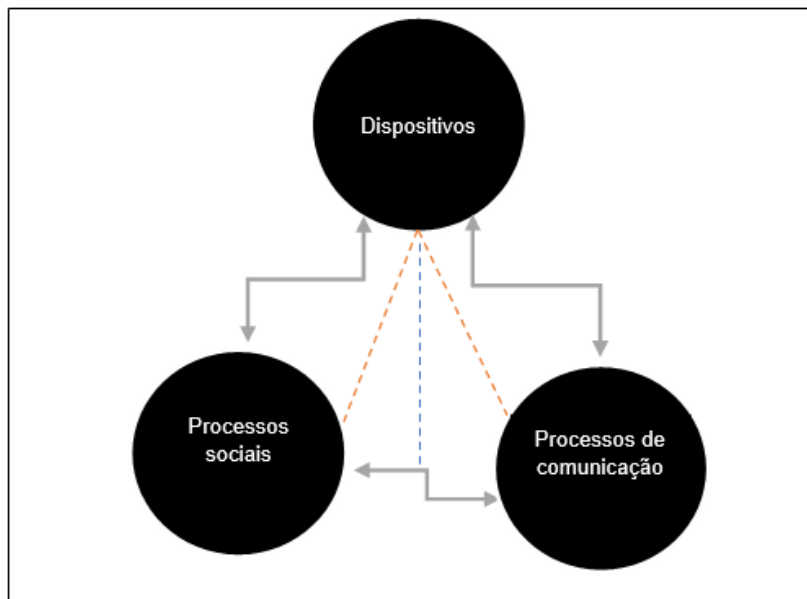 Dispositivos
Processos
sociais
Processos de
comunicação